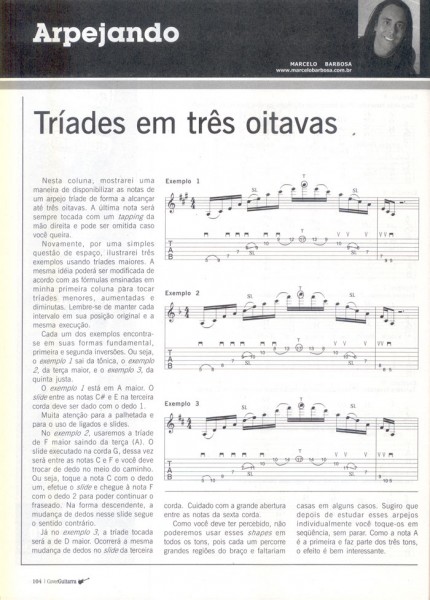 Arpejando
MARCELO BARBOSA
www.marcelobarbosa.com.br
Tríades em três oitavas
Nesta coluna, mostrarei uma
maneira de disponibilizar as notas de
um arpejo tríade de forma a alcançar
até três oitavas. A última nota será
sempre tocada com um tapping da
mão direita e pode ser omitida caso
você queira.
Novamente, por uma simples
questão de espaço, ilustrarei três
exemplos usando tríades maiores. A
mesma idéia poderá ser modificada de
acordo com as fórmulas ensinadas em
minha primeira coluna para tocar
tríades menores, aumentadas e
diminutas. Lembre-se de manter cada
intervalo em sua posição original e a
mesma execução.
Cada um dos exemplos encontra-
se em suas formas fundamental,
primeira e segunda inversões. Ou seja,
o exemplo 1 sai da tônica, o exemplo
2, da terça maior, e o exemplo 3, da
quinta justa.
O exemplo 1 está em A maior. O
slide entre as notas C# e E na terceira
corda deve ser dado com o dedo 1.
Muita atenção para a palhetada e
para o uso de ligados e slides.
No exemplo 2, usaremos a tríade
de F maior saindo da terça (A). O
slide executado na corda G, dessa vez
será entre as notas C e F e você deve
trocar de dedo no meio do caminho.
Ou seja, toque a nota C com o dedo
um, efetue o slide e chegue à nota F
com o dedo 2 para poder continuar o
fraseado. Na forma descendente, a
mudança de dedos nesse slide segue
o sentido contrário.
Já no exemplo 3, a tríade tocada
será a de D maior. Ocorrerá a mesma
mudança de dedos no slide da terceira
Exemplo 1
Exemplo 2
Exemplo 3
corda. Cuidado com a grande abertura
entre as notas da sexta corda.
Como você deve ter percebido, não
poderemos usar esses shapes em
todos os tons, pois cada um percorre
grandes regiões do braço e faltariam
casas em alguns casos. Sugiro que
depois de estudar esses arpejos
individualmente você toque-os em
seqüência, sem parar. Como a nota A
é a primeira e faz parte dos três tons,
o efeito é bem interessante.
104 | CoverGuitarra